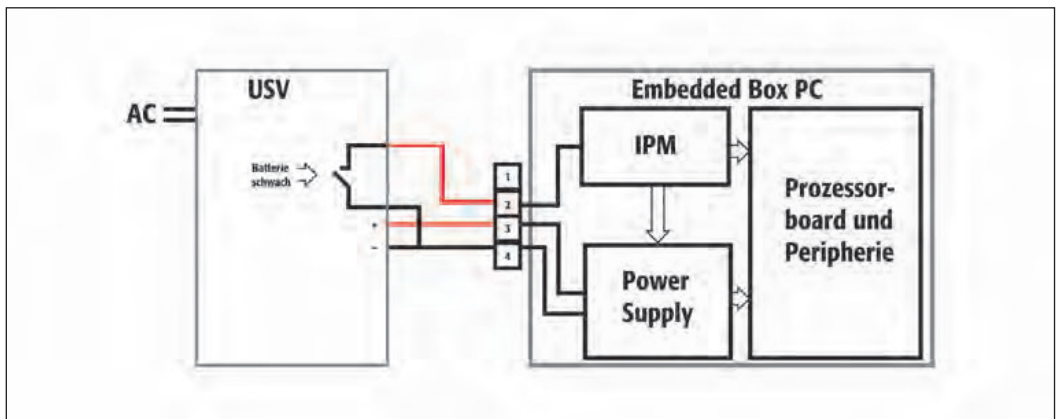 USV
AC
Batterie
schwach
+
–
1
2
3
4
Embedded Box PC
IPM
Power
Supply
Prozessor-
board und
Peripherie